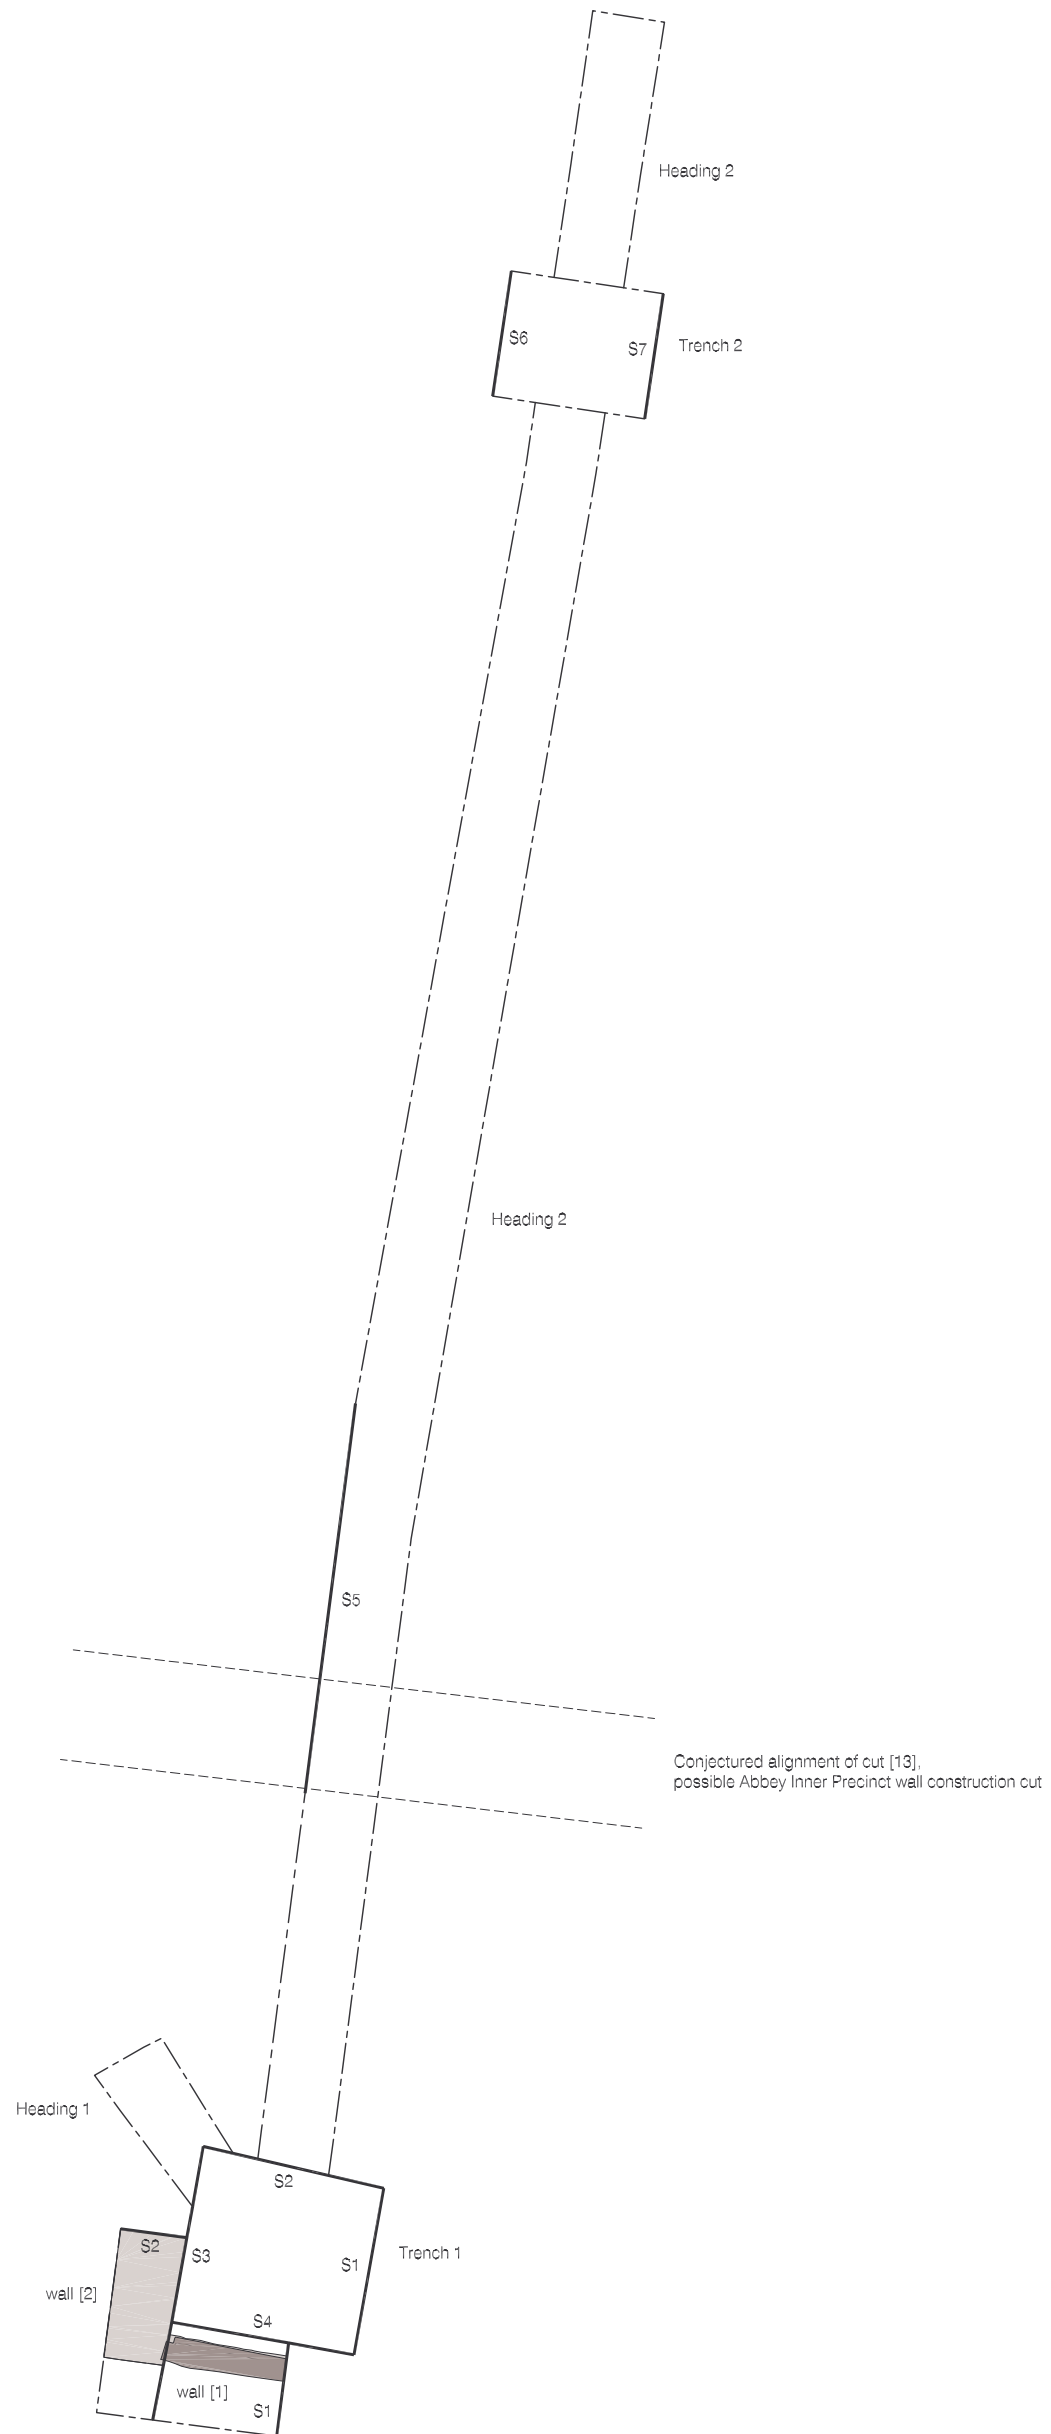 Heading 2
S6
S7
Trench 2
Heading 2
S5
Conjectured alignment of cut [13],
possible Abbey Inner Precinct wall construction cut
Heading 1
S2
S2
S3
S1
Trench 1
wall [2]
S4
wall [1]
S1